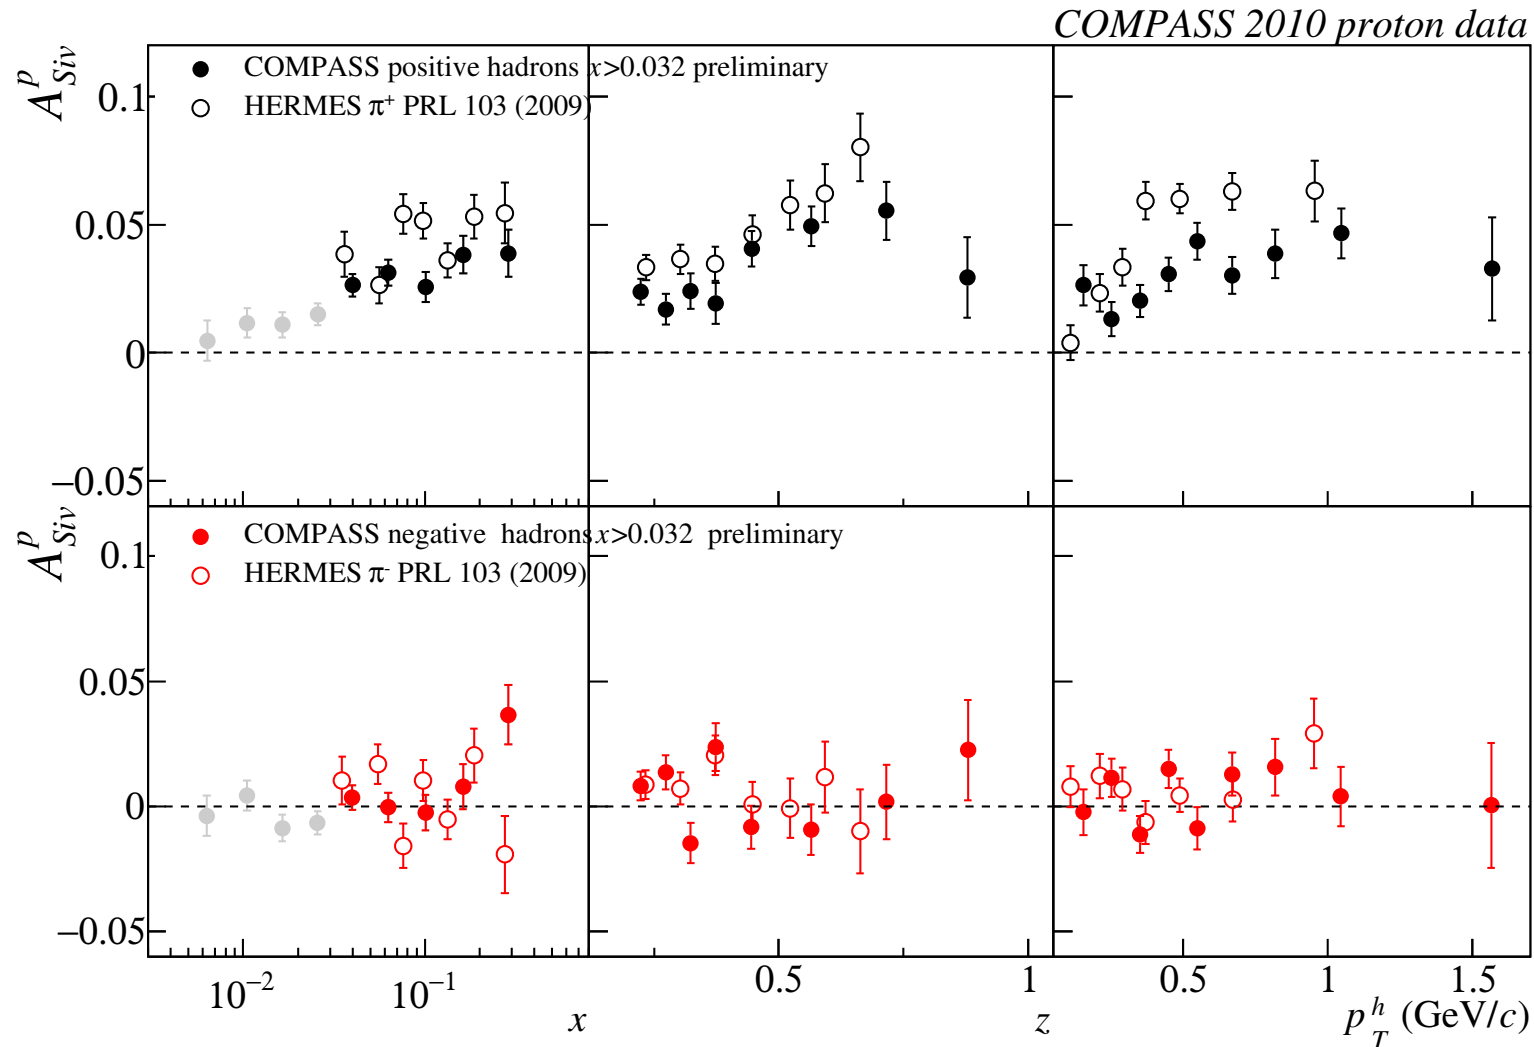 COMPASS 2010 proton data
A^p_Siv
COMPASS positive hadrons x>0.032 preliminary
HERMES π⁺ PRL 103 (2009)
0.1
0.05
0
−0.05
A^p_Siv
COMPASS negative hadrons x>0.032 preliminary
HERMES π⁻ PRL 103 (2009)
0.1
0.05
0
−0.05
10⁻² 10⁻¹ 0.5 1 0.5 1 1.5
x z p_T^h (GeV/c)